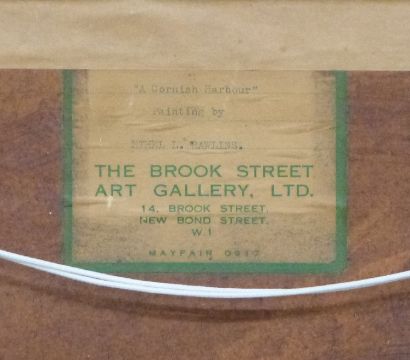 "A Cornish Harbour"
Painting by
ETHEL L. RAWLINS.
THE BROOK STREET
ART GALLERY, LTD.
14, BROOK STREET,
NEW BOND STREET,
W.1
MAYFAIR